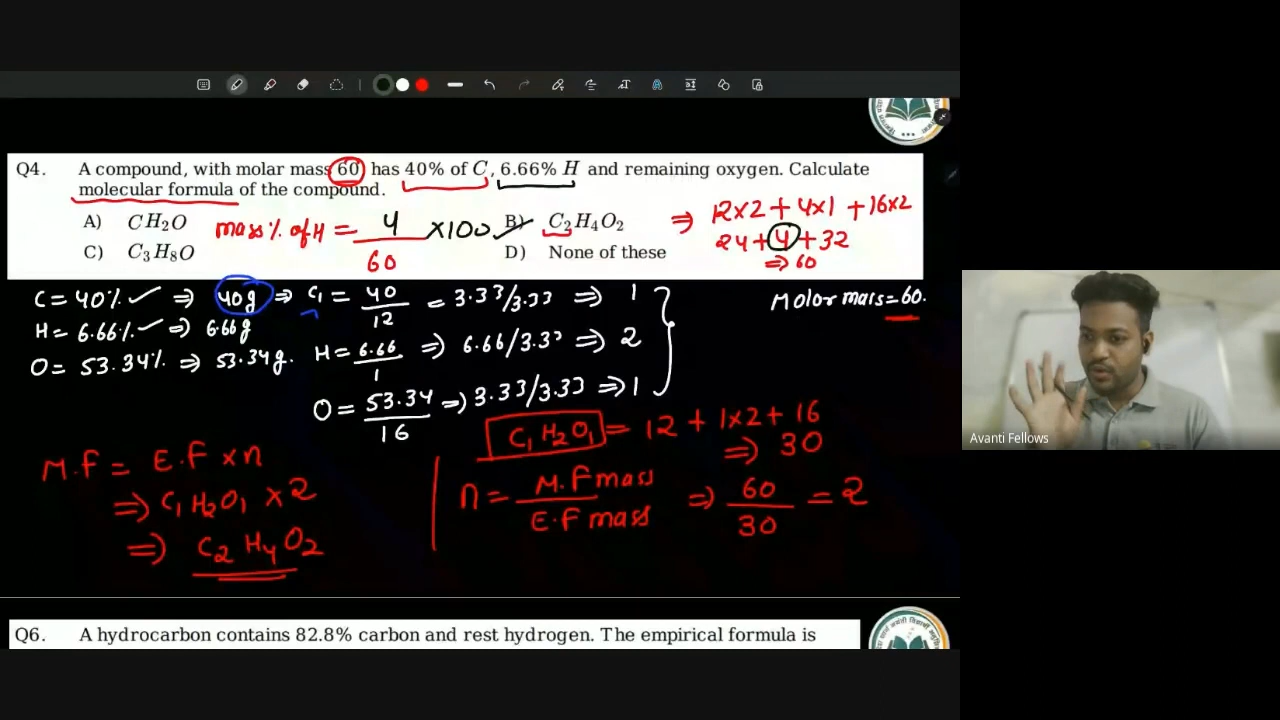 Q4. A compound, with molar mass 60 has 40% of C, 6.66% H and remaining oxygen. Calculate
molecular formula of the compound.
A) CH₂O
B) C₂H₄O₂
C) C₃H₈O
D) None of these
mass % of H = 4/60 ×100
⇒ 12×2 + 4×1 + 16×2
24+4+32
⇒ 60
Molor mass = 60.
C = 40% ⇒ 40g ⇒ C₁ = 40/12 = 3.33/3.33 ⇒ 1
H = 6.66% ⇒ 6.66g
H = 6.66/1 ⇒ 6.66/3.33 ⇒ 2
O = 53.34% ⇒ 53.34g.
O = 53.34/16 ⇒ 3.33/3.33 ⇒ 1
C₁H₂O₁ = 12 + 1×2 + 16
⇒ 30
M.f = E.F × n
⇒ C₁H₂O₁ × 2
⇒ C₂H₄O₂
n = M.F mass/E.F mass ⇒ 60/30 = 2
Avanti Fellows
Q6. A hydrocarbon contains 82.8% carbon and rest hydrogen. The empirical formula is